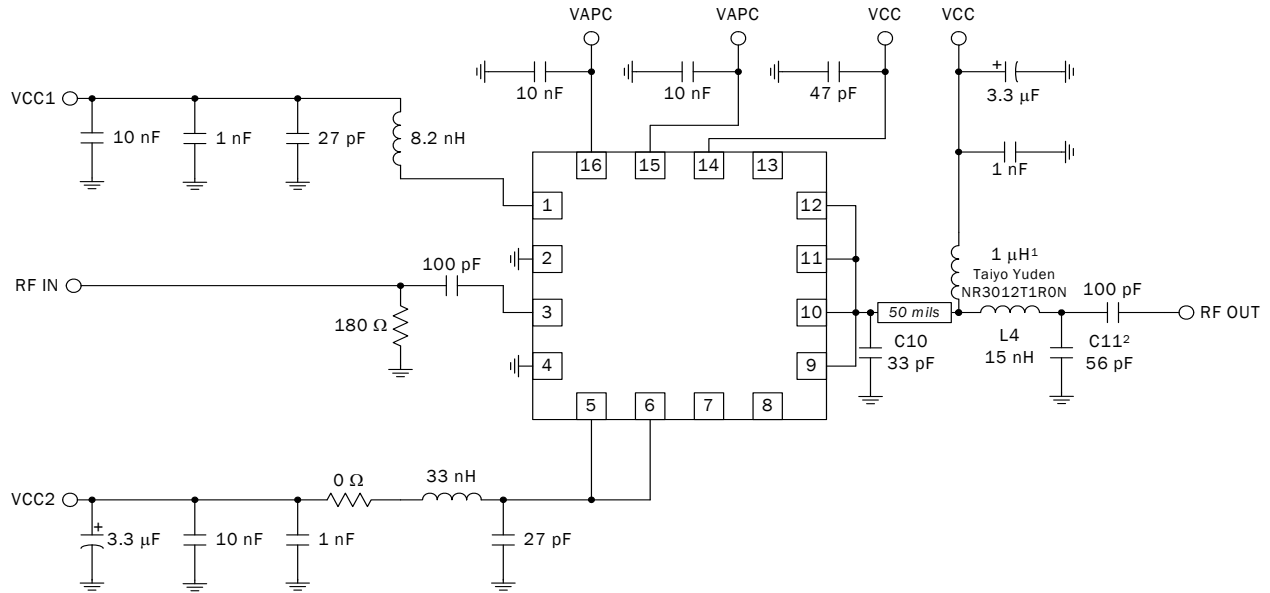 VAPC
VAPC
VCC
VCC
10 nF
10 nF
47 pF
+
3.3 µF
1 nF
VCC1
10 nF
1 nF
27 pF
8.2 nH
16
15
14
13
1
2
3
4
12
11
10
9
5
6
7
8
RF IN
100 pF
180 Ω
1 µH¹
Taiyo Yuden
NR3012T1R0N
50 mils
100 pF
RF OUT
C10
33 pF
L4
15 nH
C11²
56 pF
VCC2
0 Ω
33 nH
+
3.3 µF
10 nF
1 nF
27 pF